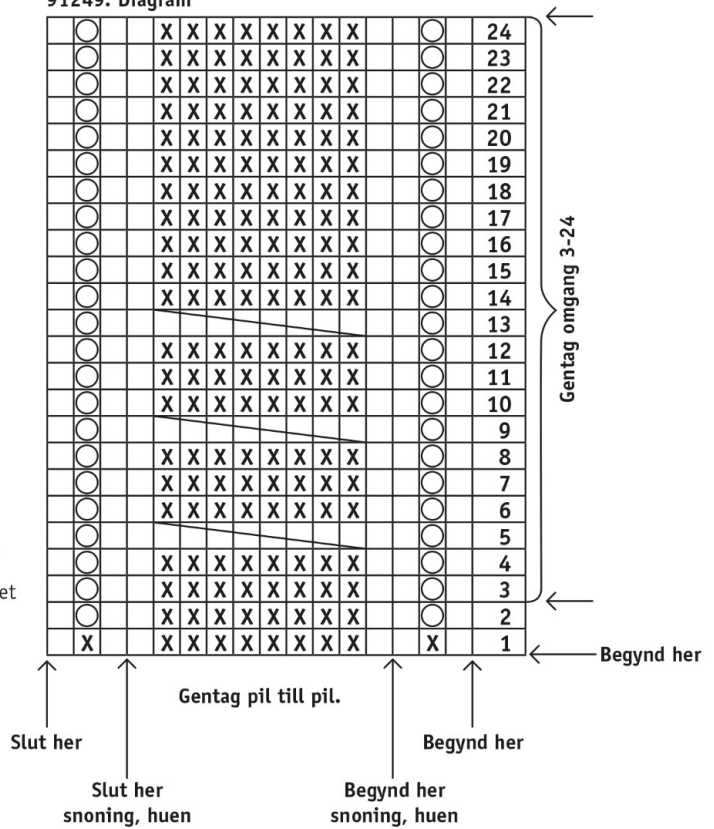 91249. Diagram
X X X X X X X X 24
X X X X X X X X 23
X X X X X X X X 22
X X X X X X X X 21
X X X X X X X X 20
X X X X X X X X 19
X X X X X X X X 18
X X X X X X X X 17
X X X X X X X X 16
X X X X X X X X 15
X X X X X X X X 14
13
X X X X X X X X 12
X X X X X X X X 11
X X X X X X X X 10
9
X X X X X X X X 8
X X X X X X X X 7
X X X X X X X X 6
5
X X X X X X X X 4
X X X X X X X X 3
X X X X X X X X 2
X X X X X X X X X X 1
Gentag omgang 3-24
et
Begynd her
Gentag pil till pil.
Slut her
Begynd her
Slut her
snoning, huen
Begynd her
snoning, huen